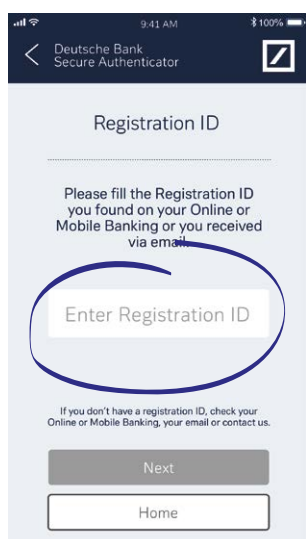 9:41 AM
100%
Deutsche Bank
Secure Authenticator
Registration ID
Please fill the Registration ID
you found on your Online or
Mobile Banking or you received
via email.
Enter Registration ID
If you don't have a registration ID, check your
Online or Mobile Banking, your email or contact us.
Next
Home